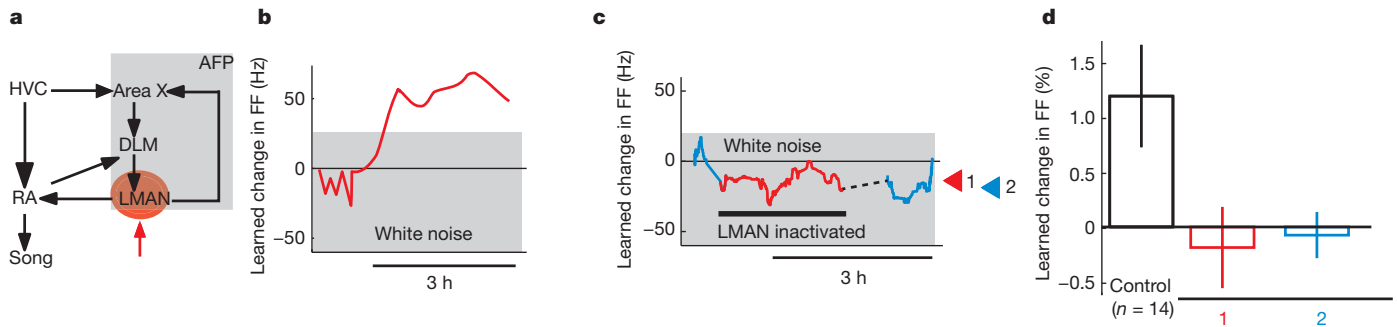 a
AFP
HVC
Area X
DLM
RA
LMAN
Song
b
Learned change in FF (Hz)
50
0
−50
White noise
3 h
c
Learned change in FF (Hz)
50
0
−50
White noise
LMAN inactivated
3 h
1
2
d
Learned change in FF (%)
1.5
1.0
0.5
0
−0.5
Control
(n = 14)
1
2